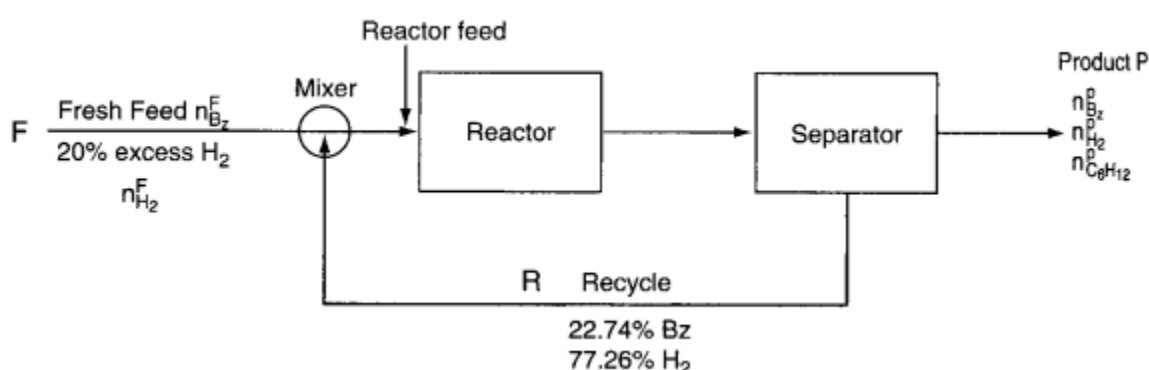 Reactor feed
Product P
Mixer
F
Fresh Feed n^F_Bz
20% excess H₂
n^F_H₂
Reactor
Separator
n^p_Bz
n^p_H₂
n^p_C₆H₁₂
R Recycle
22.74% Bz
77.26% H₂